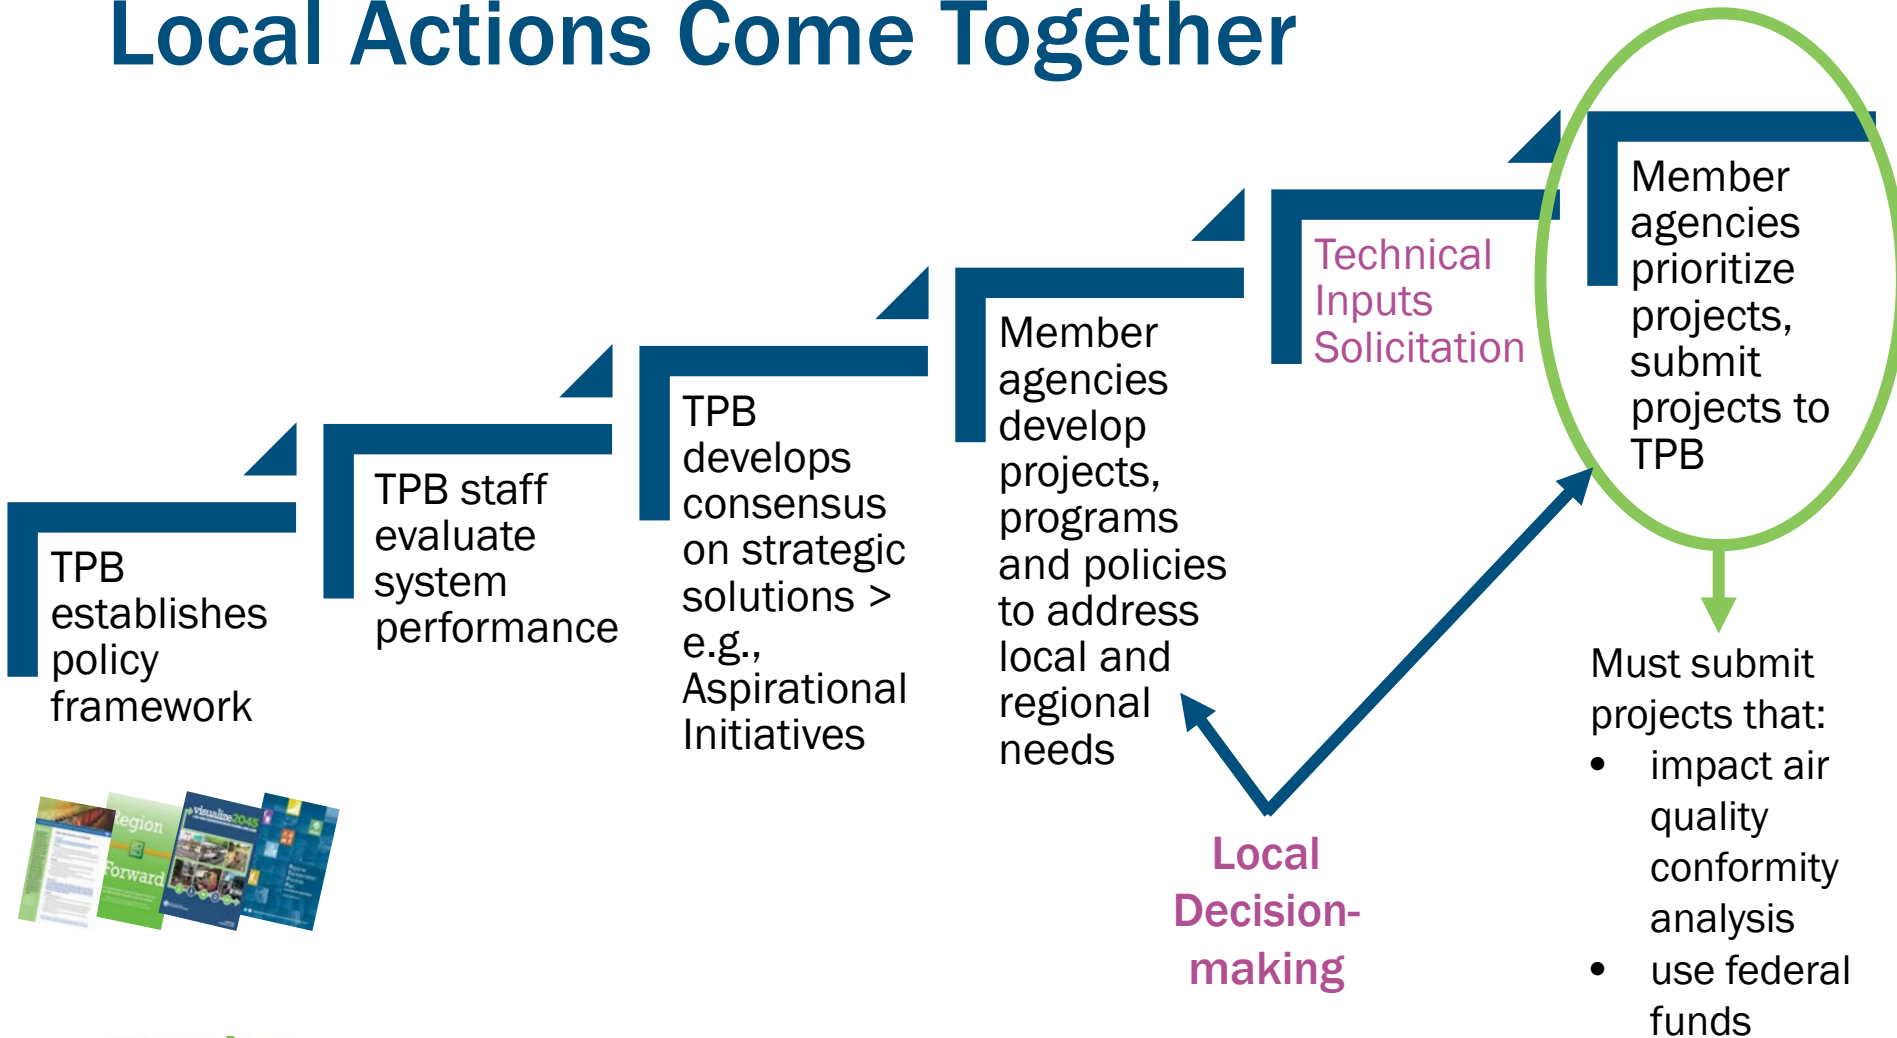 Local Actions Come Together
TPB
establishes
policy
framework
TPB staff
evaluate
system
performance
TPB
develops
consensus
on strategic
solutions >
e.g.,
Aspirational
Initiatives
Member
agencies
develop
projects,
programs
and policies
to address
local and
regional
needs
Technical
Inputs
Solicitation
Member
agencies
prioritize
projects,
submit
projects to
TPB
Local
Decision-
making
Must submit
projects that:
• impact air
quality
conformity
analysis
• use federal
funds
Region
Forward
visualize2045